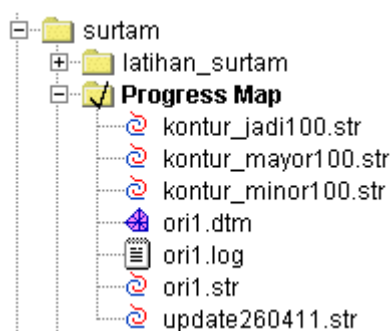 surtam
latihan_surtam
Progress Map
kontur_jadi100.str
kontur_mayor100.str
kontur_minor100.str
ori1.dtm
ori1.log
ori1.str
update260411.str